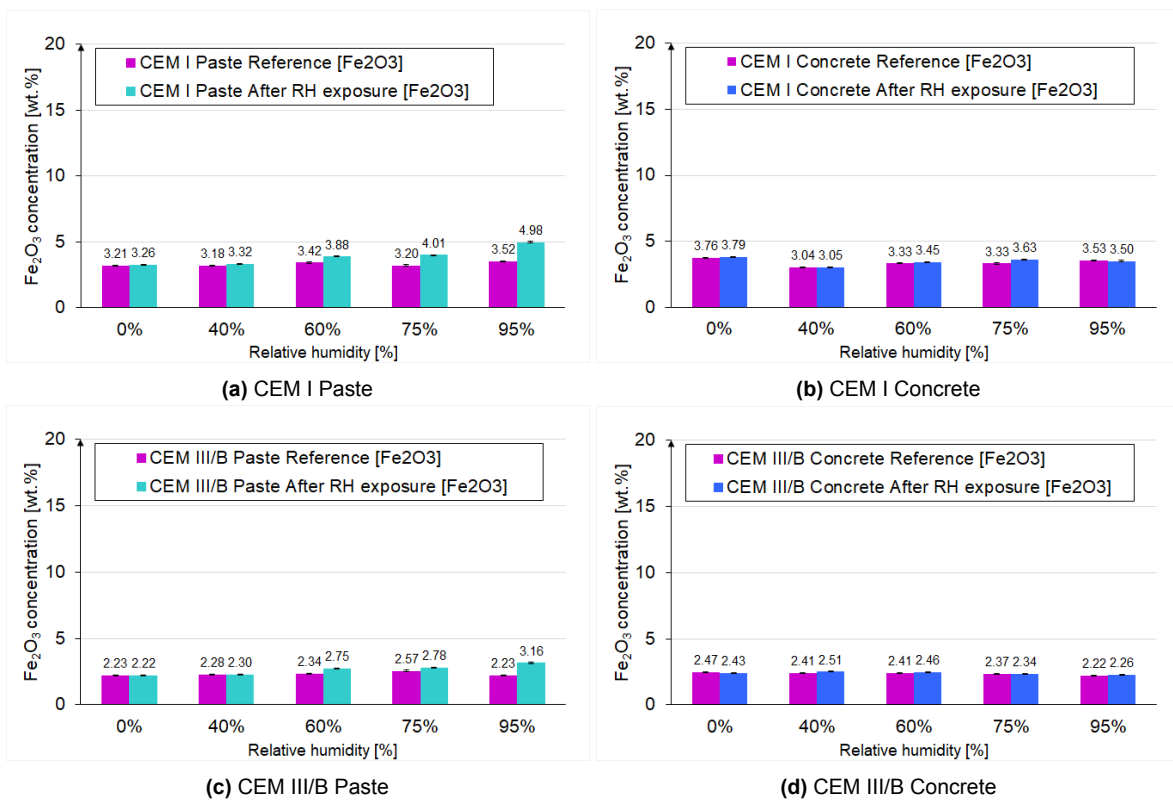 20
15
10
5
0
Fe2O3 concentration [wt.%]
CEM I Paste Reference [Fe2O3]
CEM I Paste After RH exposure [Fe2O3]
3.21 3.26 3.18 3.32 3.42 3.88 3.20 4.01 3.52 4.98
0% 40% 60% 75% 95%
Relative humidity [%]
(a) CEM I Paste
20
15
10
5
0
Fe2O3 concentration [wt.%]
CEM I Concrete Reference [Fe2O3]
CEM I Concrete After RH exposure [Fe2O3]
3.76 3.79 3.04 3.05 3.33 3.45 3.33 3.63 3.53 3.50
0% 40% 60% 75% 95%
Relative humidity [%]
(b) CEM I Concrete
20
15
10
5
0
Fe2O3 concentration [wt.%]
CEM III/B Paste Reference [Fe2O3]
CEM III/B Paste After RH exposure [Fe2O3]
2.23 2.22 2.28 2.30 2.34 2.75 2.57 2.78 2.23 3.16
0% 40% 60% 75% 95%
Relative humidity [%]
(c) CEM III/B Paste
20
15
10
5
0
Fe2O3 concentration [wt.%]
CEM III/B Concrete Reference [Fe2O3]
CEM III/B Concrete After RH exposure [Fe2O3]
2.47 2.43 2.41 2.51 2.41 2.46 2.37 2.34 2.22 2.26
0% 40% 60% 75% 95%
Relative humidity [%]
(d) CEM III/B Concrete